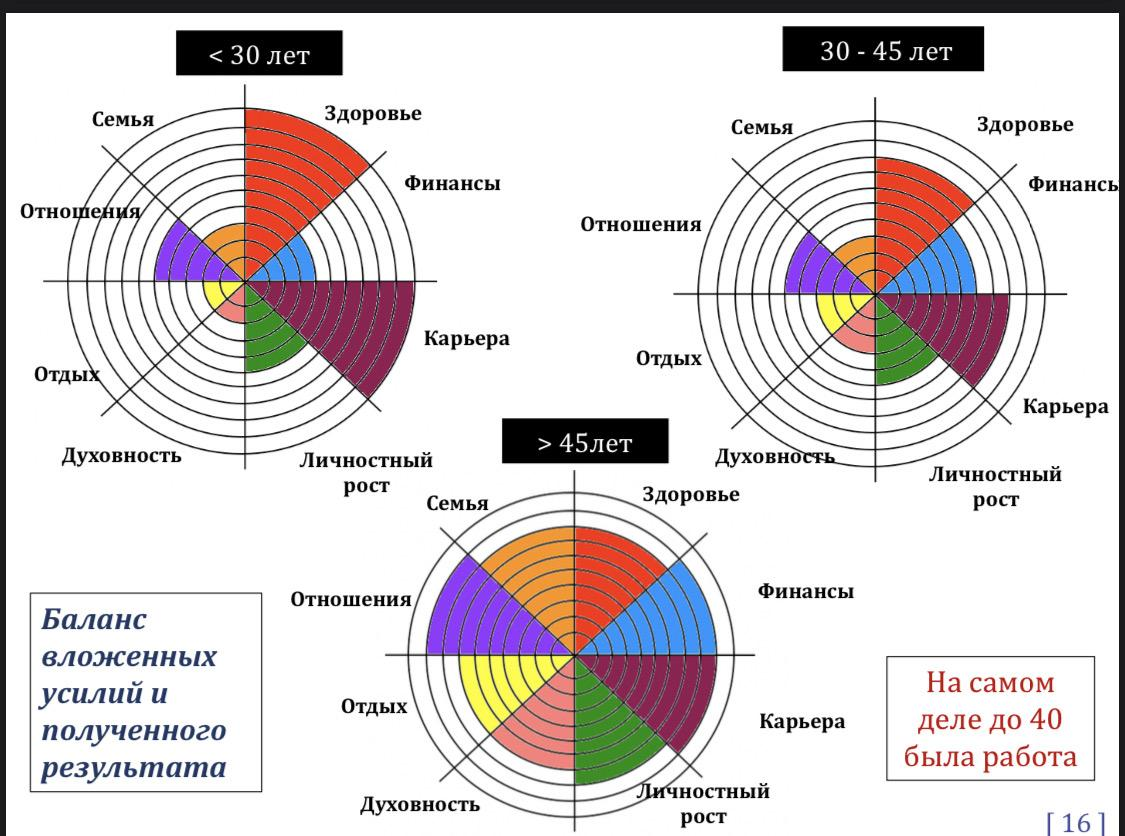 < 30 лет
30 - 45 лет
Семья
Здоровье
Финансы
Отношения
Карьера
Отдых
Духовность
Личностный
рост
Семья
Здоровье
Финансы
Отношения
Отдых
Карьера
Духовность
Личностный
рост
> 45лет
Семья
Здоровье
Отношения
Финансы
Отдых
Карьера
Духовность
Личностный
рост
Баланс
вложенных
усилий и
полученного
результата
На самом
деле до 40
была работа
[ 16 ]